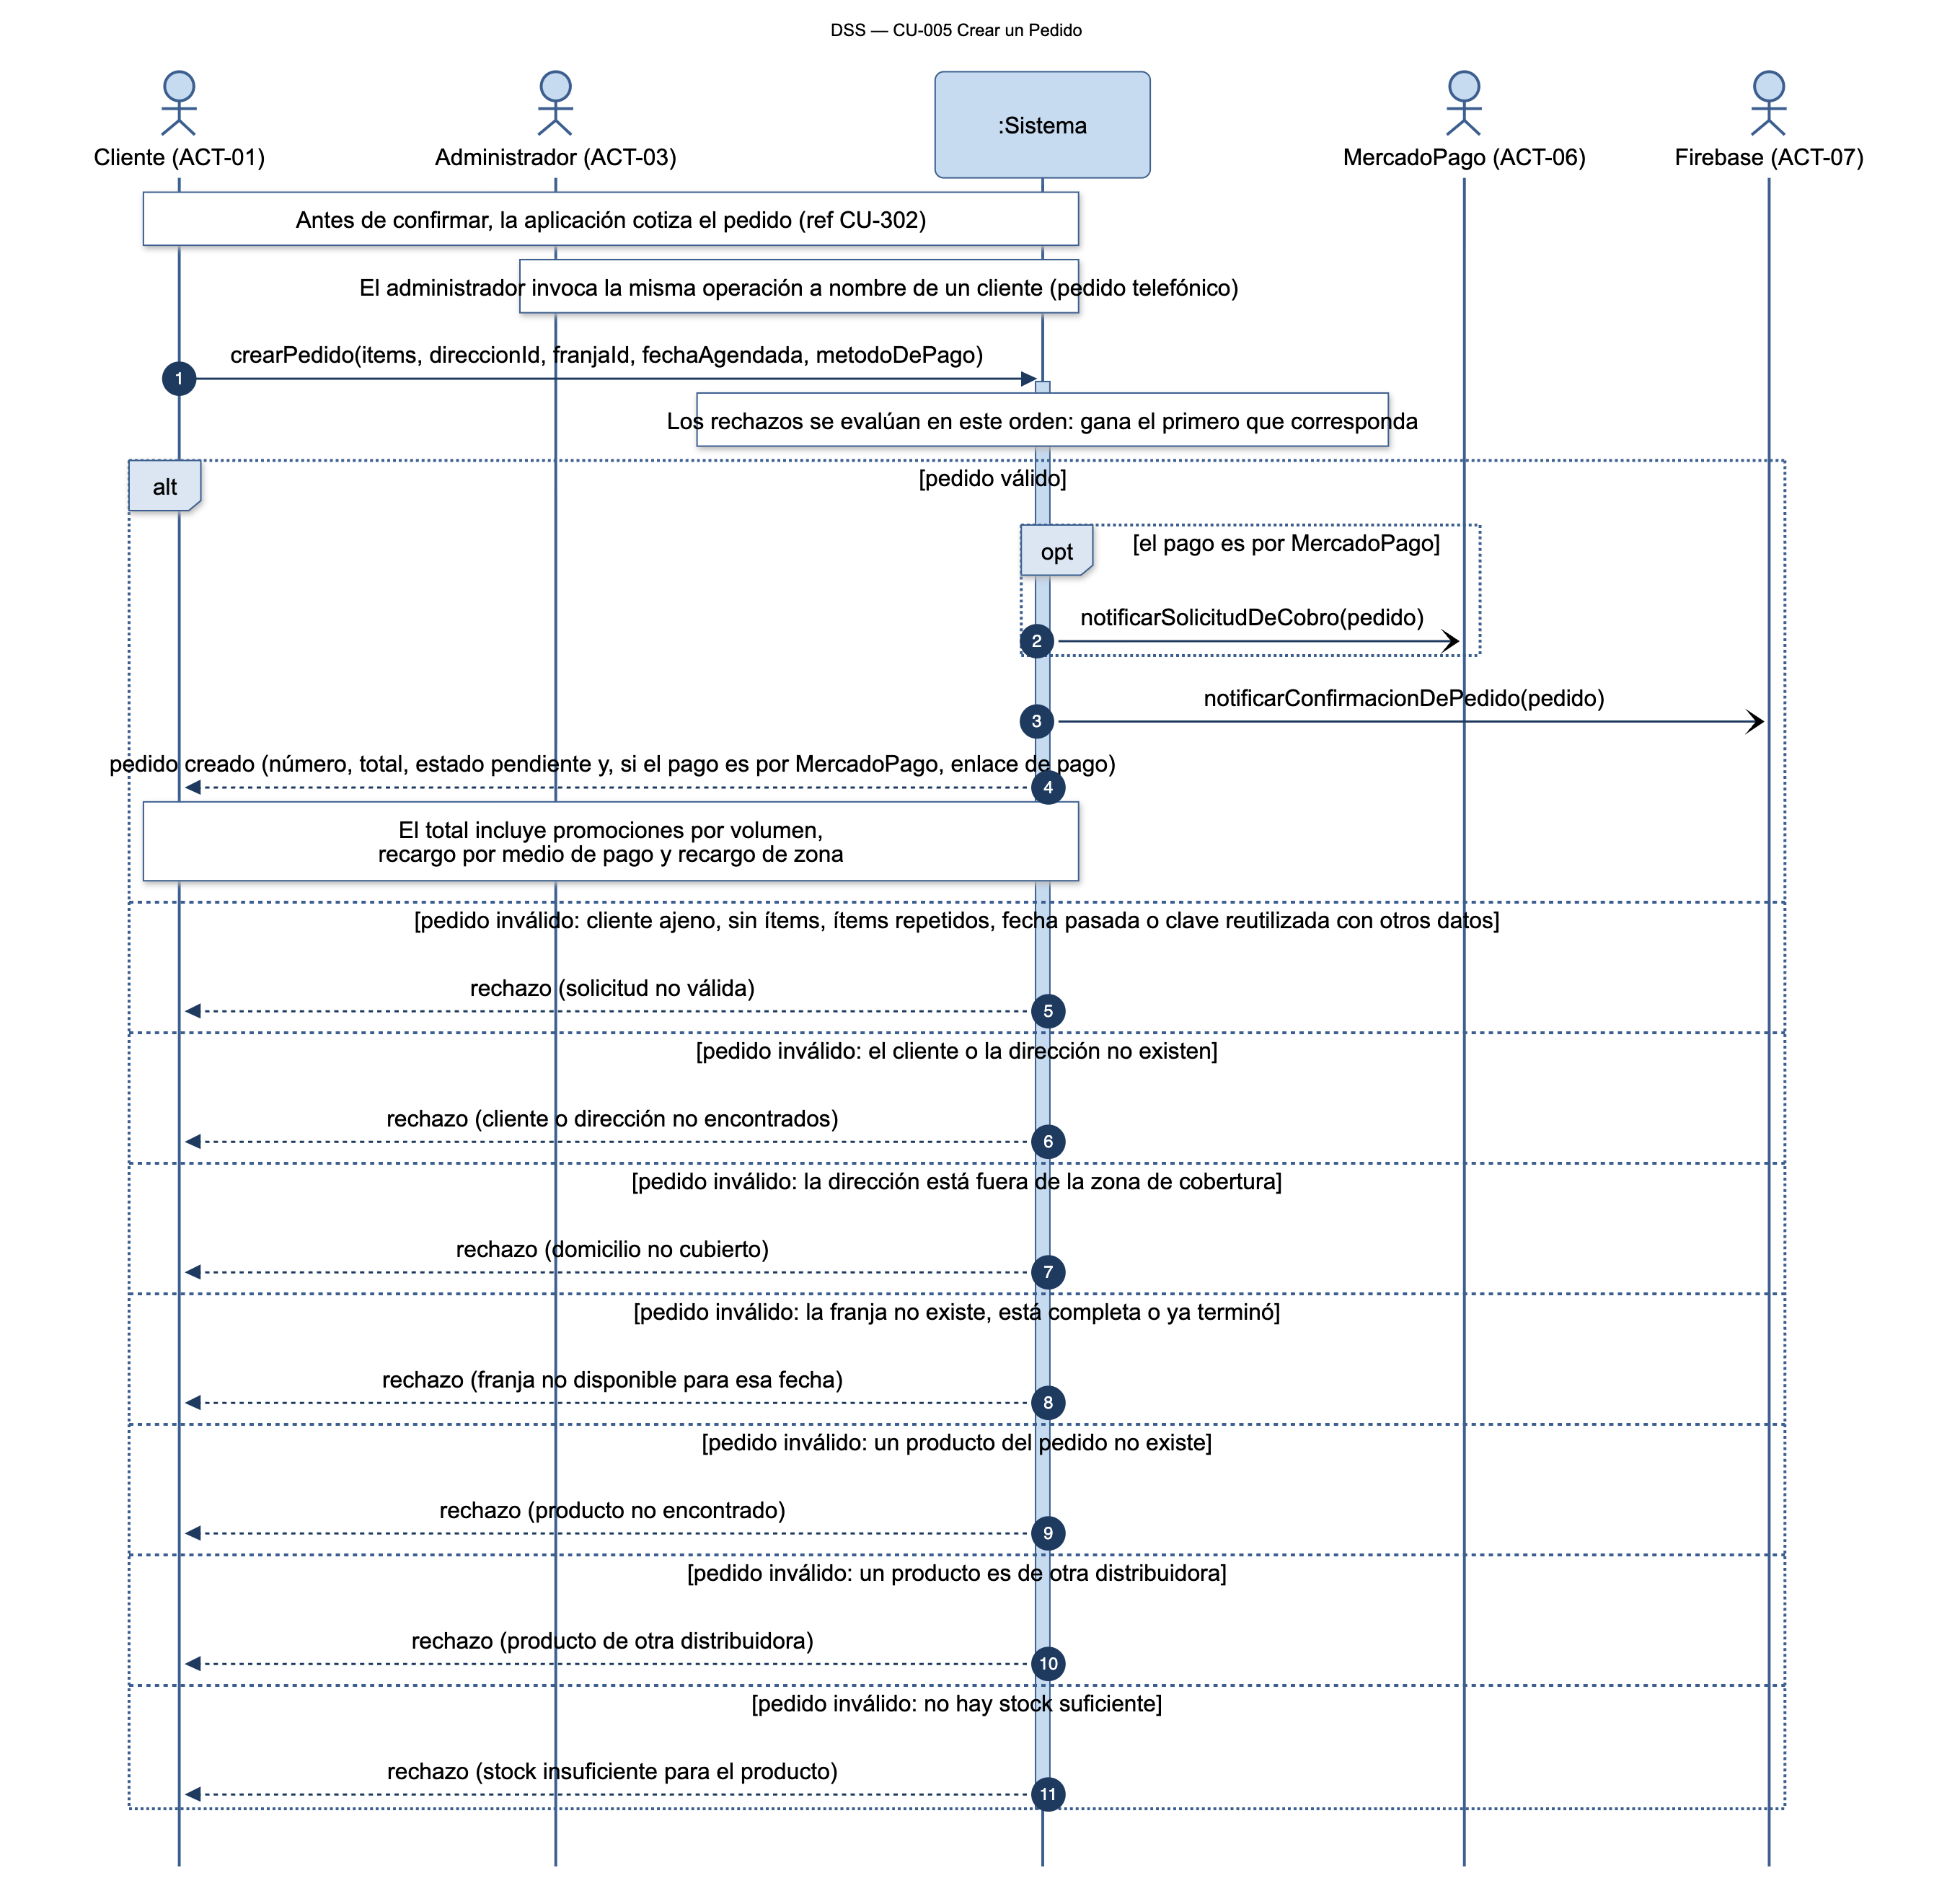 DSS — CU-005 Crear un Pedido
Cliente (ACT-01)
Administrador (ACT-03)
:Sistema
MercadoPago (ACT-06)
Firebase (ACT-07)
Antes de confirmar, la aplicación cotiza el pedido (ref CU-302)
El administrador invoca la misma operación a nombre de un cliente (pedido telefónico)
crearPedido(items, direccionId, franjaId, fechaAgendada, metodoDePago)
1
Los rechazos se evalúan en este orden: gana el primero que corresponda
alt
[pedido válido]
opt
[el pago es por MercadoPago]
notificarSolicitudDeCobro(pedido)
2
notificarConfirmacionDePedido(pedido)
3
pedido creado (número, total, estado pendiente y, si el pago es por MercadoPago, enlace de pago)
4
El total incluye promociones por volumen,
recargo por medio de pago y recargo de zona
[pedido inválido: cliente ajeno, sin ítems, ítems repetidos, fecha pasada o clave reutilizada con otros datos]
rechazo (solicitud no válida)
5
[pedido inválido: el cliente o la dirección no existen]
rechazo (cliente o dirección no encontrados)
6
[pedido inválido: la dirección está fuera de la zona de cobertura]
rechazo (domicilio no cubierto)
7
[pedido inválido: la franja no existe, está completa o ya terminó]
rechazo (franja no disponible para esa fecha)
8
[pedido inválido: un producto del pedido no existe]
rechazo (producto no encontrado)
9
[pedido inválido: un producto es de otra distribuidora]
rechazo (producto de otra distribuidora)
10
[pedido inválido: no hay stock suficiente]
rechazo (stock insuficiente para el producto)
11